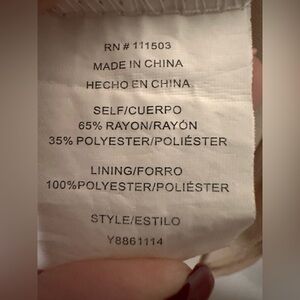 RN # 111503
MADE IN CHINA
HECHO EN CHINA
SELF/CUERPO
65% RAYON/RAYÓN
35% POLYESTER/POLIÉSTER
LINING/FORRO
100%POLYESTER/POLIÉSTER
STYLE/ESTILO
Y8861114